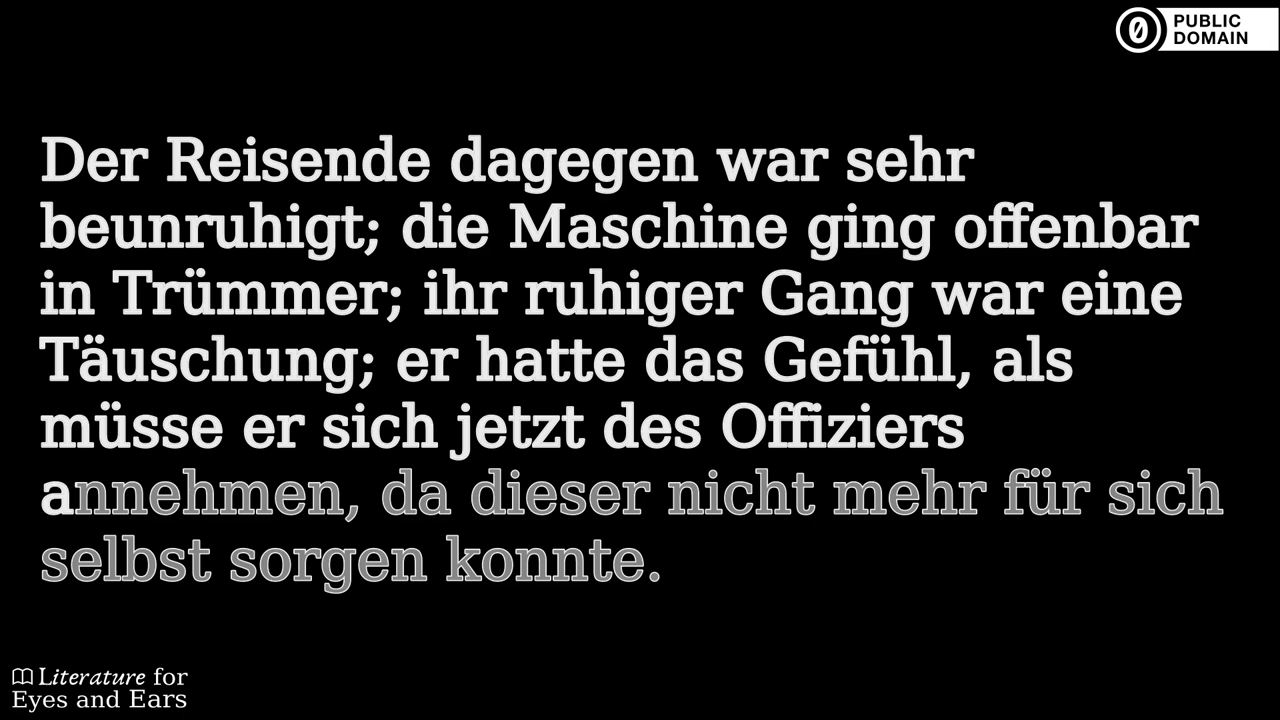 PUBLIC
DOMAIN
Der Reisende dagegen war sehr
beunruhigt; die Maschine ging offenbar
in Trümmer; ihr ruhiger Gang war eine
Täuschung; er hatte das Gefühl, als
müsse er sich jetzt des Offiziers
annehmen, da dieser nicht mehr für sich
selbst sorgen konnte.
Literature for
Eyes and Ears